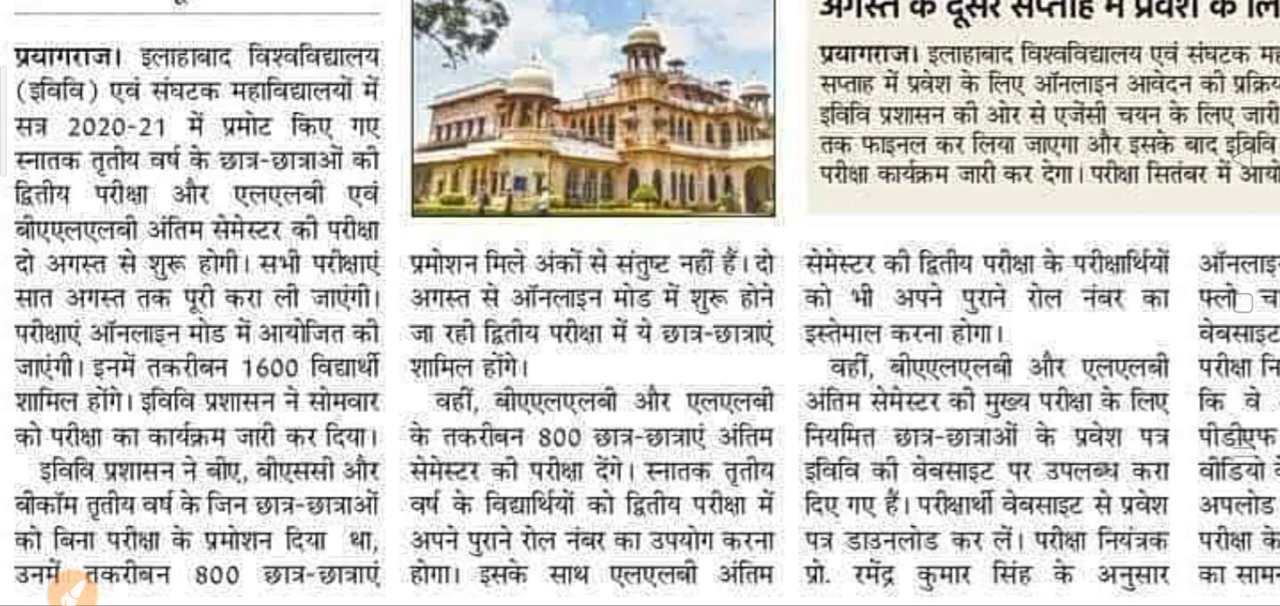 प्रयागराज। इलाहाबाद विश्वविद्यालय
(इविवि) एवं संघटक महाविद्यालयों में
सत्र 2020-21 में प्रमोट किए गए
स्नातक तृतीय वर्ष के छात्र-छात्राओं की
द्वितीय परीक्षा और एलएलबी एवं
बीएएलएलबी अंतिम सेमेस्टर की परीक्षा
दो अगस्त से शुरू होगी। सभी परीक्षाएं
सात अगस्त तक पूरी करा ली जाएंगी।
परीक्षाएं ऑनलाइन मोड में आयोजित की
जाएंगी। इनमें तकरीबन 1600 विद्यार्थी
शामिल होंगे। इविवि प्रशासन ने सोमवार
को परीक्षा का कार्यक्रम जारी कर दिया।
इविवि प्रशासन ने बीए, बीएससी और
बीकॉम तृतीय वर्ष के जिन छात्र-छात्राओं
को बिना परीक्षा के प्रमोशन दिया था,
उनमें तकरीबन 800 छात्र-छात्राएं
प्रमोशन मिले अंकों से संतुष्ट नहीं हैं। दो
अगस्त से ऑनलाइन मोड में शुरू होने
जा रही द्वितीय परीक्षा में ये छात्र-छात्राएं
शामिल होंगे।
वहीं, बीएएलएलबी और एलएलबी
के तकरीबन 800 छात्र-छात्राएं अंतिम
सेमेस्टर की परीक्षा देंगे। स्नातक तृतीय
वर्ष के विद्यार्थियों को द्वितीय परीक्षा में
अपने पुराने रोल नंबर का उपयोग करना
होगा। इसके साथ एलएलबी अंतिम
अगस्त के दूसरे सप्ताह में प्रवेश के लि
प्रयागराज। इलाहाबाद विश्वविद्यालय एवं संघटक मह
सप्ताह में प्रवेश के लिए ऑनलाइन आवेदन की प्रक्रिय
इविवि प्रशासन की ओर से एजेंसी चयन के लिए जारी
तक फाइनल कर लिया जाएगा और इसके बाद इविवि
परीक्षा कार्यक्रम जारी कर देगा। परीक्षा सितंबर में आयो
सेमेस्टर की द्वितीय परीक्षा के परीक्षार्थियों
को भी अपने पुराने रोल नंबर का
इस्तेमाल करना होगा।
वहीं, बीएएलएलबी और एलएलबी
अंतिम सेमेस्टर की मुख्य परीक्षा के लिए
नियमित छात्र-छात्राओं के प्रवेश पत्र
इविवि की वेबसाइट पर उपलब्ध करा
दिए गए हैं। परीक्षार्थी वेबसाइट से प्रवेश
पत्र डाउनलोड कर लें। परीक्षा नियंत्रक
प्रो. रमेंद्र कुमार सिंह के अनुसार
ऑनलाइ
फ्लो च
वेबसाइट
परीक्षा नि
कि वे
पीडीएफ
वीडियो
अपलोड
परीक्षा के
का साम